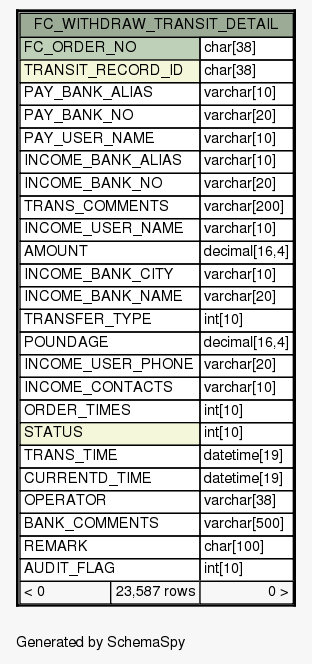 FC_WITHDRAW_TRANSIT_DETAIL
FC_ORDER_NO char[38]
TRANSIT_RECORD_ID char[38]
PAY_BANK_ALIAS varchar[10]
PAY_BANK_NO varchar[20]
PAY_USER_NAME varchar[10]
INCOME_BANK_ALIAS varchar[10]
INCOME_BANK_NO varchar[20]
TRANS_COMMENTS varchar[200]
INCOME_USER_NAME varchar[10]
AMOUNT decimal[16,4]
INCOME_BANK_CITY varchar[10]
INCOME_BANK_NAME varchar[20]
TRANSFER_TYPE int[10]
POUNDAGE decimal[16,4]
INCOME_USER_PHONE varchar[20]
INCOME_CONTACTS varchar[10]
ORDER_TIMES int[10]
STATUS int[10]
TRANS_TIME datetime[19]
CURRENTD_TIME datetime[19]
OPERATOR varchar[38]
BANK_COMMENTS varchar[500]
REMARK char[100]
AUDIT_FLAG int[10]
< 0 23,587 rows 0 >
Generated by SchemaSpy